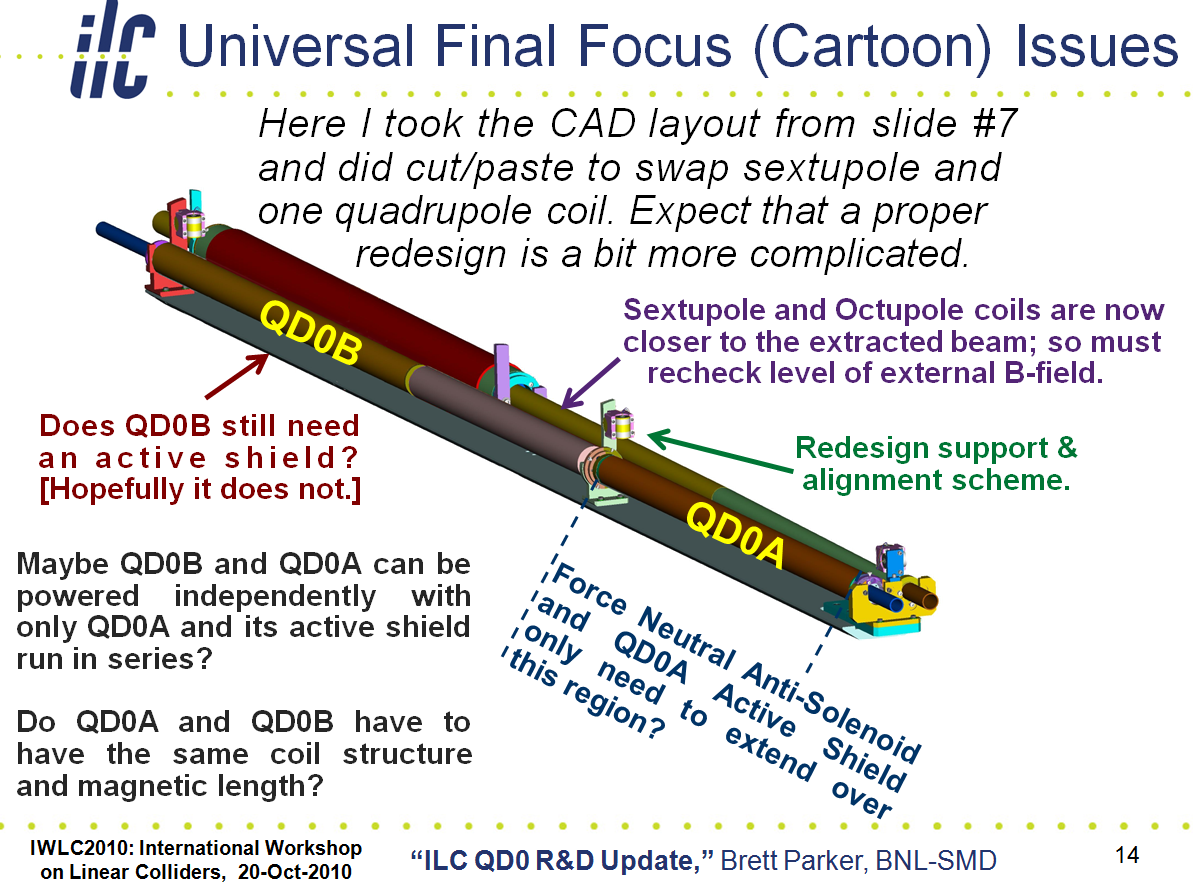 ilc
Universal Final Focus (Cartoon) Issues
Here I took the CAD layout from slide #7
and did cut/paste to swap sextupole and
one quadrupole coil. Expect that a proper
redesign is a bit more complicated.
QD0B
Sextupole and Octupole coils are now
closer to the extracted beam; so must
recheck level of external B-field.
Does QD0B still need
an active shield?
[Hopefully it does not.]
Redesign support &
alignment scheme.
QD0A
Maybe QD0B and QD0A can be
powered independently with
only QD0A and its active shield
run in series?
Force Neutral Anti-Solenoid
and QD0A Active Shield
only need to extend over
this region?
Do QD0A and QD0B have to
have the same coil structure
and magnetic length?
IWLC2010: International Workshop
on Linear Colliders, 20-Oct-2010
“ILC QD0 R&D Update,” Brett Parker, BNL-SMD
14